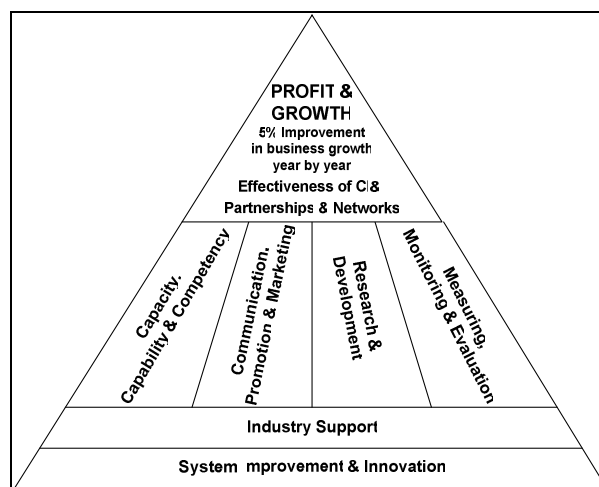 PROFIT &
GROWTH
5% Improvement
in business growth
year by year
Effectiveness of CI&
Partnerships & Networks
Capacity.
Capability & Competency
Communication.
Promotion & Marketing
Research &
Development
Measuring,
Monitoring & Evaluation
Industry Support
System mprovement & Innovation